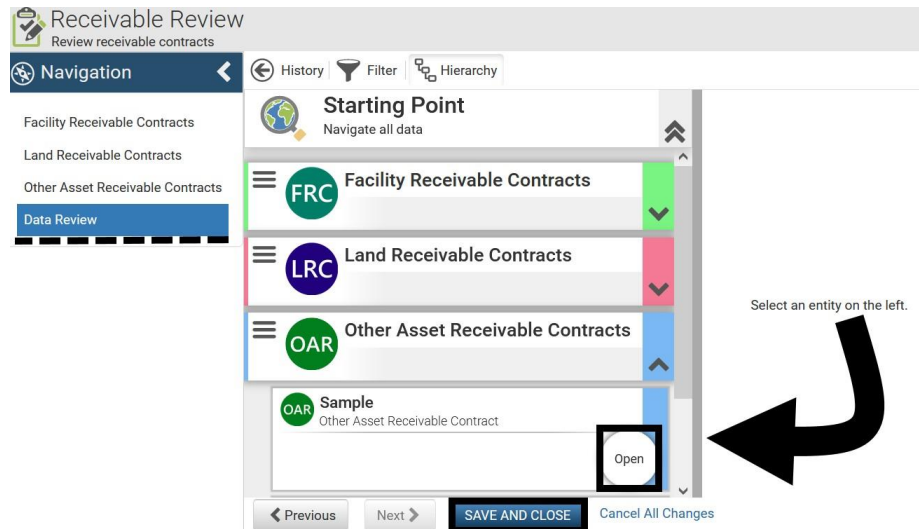 Receivable Review
Review receivable contracts
Navigation
History
Filter
Hierarchy
Facility Receivable Contracts
Land Receivable Contracts
Other Asset Receivable Contracts
Data Review
Starting Point
Navigate all data
FRC
Facility Receivable Contracts
LRC
Land Receivable Contracts
OAR
Other Asset Receivable Contracts
OAR
Sample
Other Asset Receivable Contract
Open
Select an entity on the left.
Previous
Next
SAVE AND CLOSE
Cancel All Changes